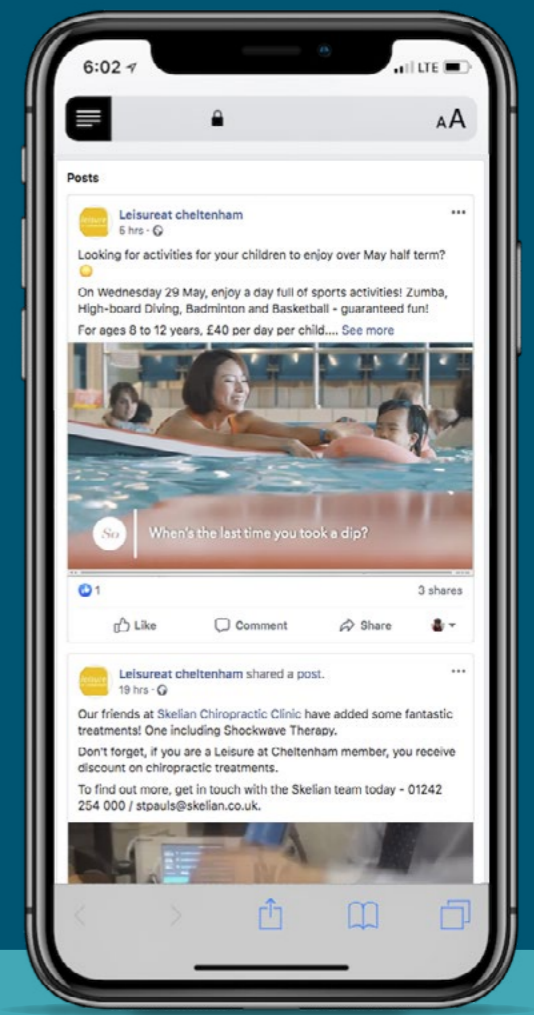 6:02
LTE
AA
Posts
Leisureat cheltenham
5 hrs ·
Looking for activities for your children to enjoy over May half term?
On Wednesday 29 May, enjoy a day full of sports activities! Zumba,
High-board Diving, Badminton and Basketball - guaranteed fun!
For ages 8 to 12 years, £40 per day per child.... See more
So
When's the last time you took a dip?
1
3 shares
Like
Comment
Share
Leisureat cheltenham shared a post.
19 hrs ·
Our friends at Skelian Chiropractic Clinic have added some fantastic
treatments! One including Shockwave Therapy.
Don't forget, if you are a Leisure at Cheltenham member, you receive
discount on chiropractic treatments.
To find out more, get in touch with the Skelian team today - 01242
254 000 / stpauls@skelian.co.uk.